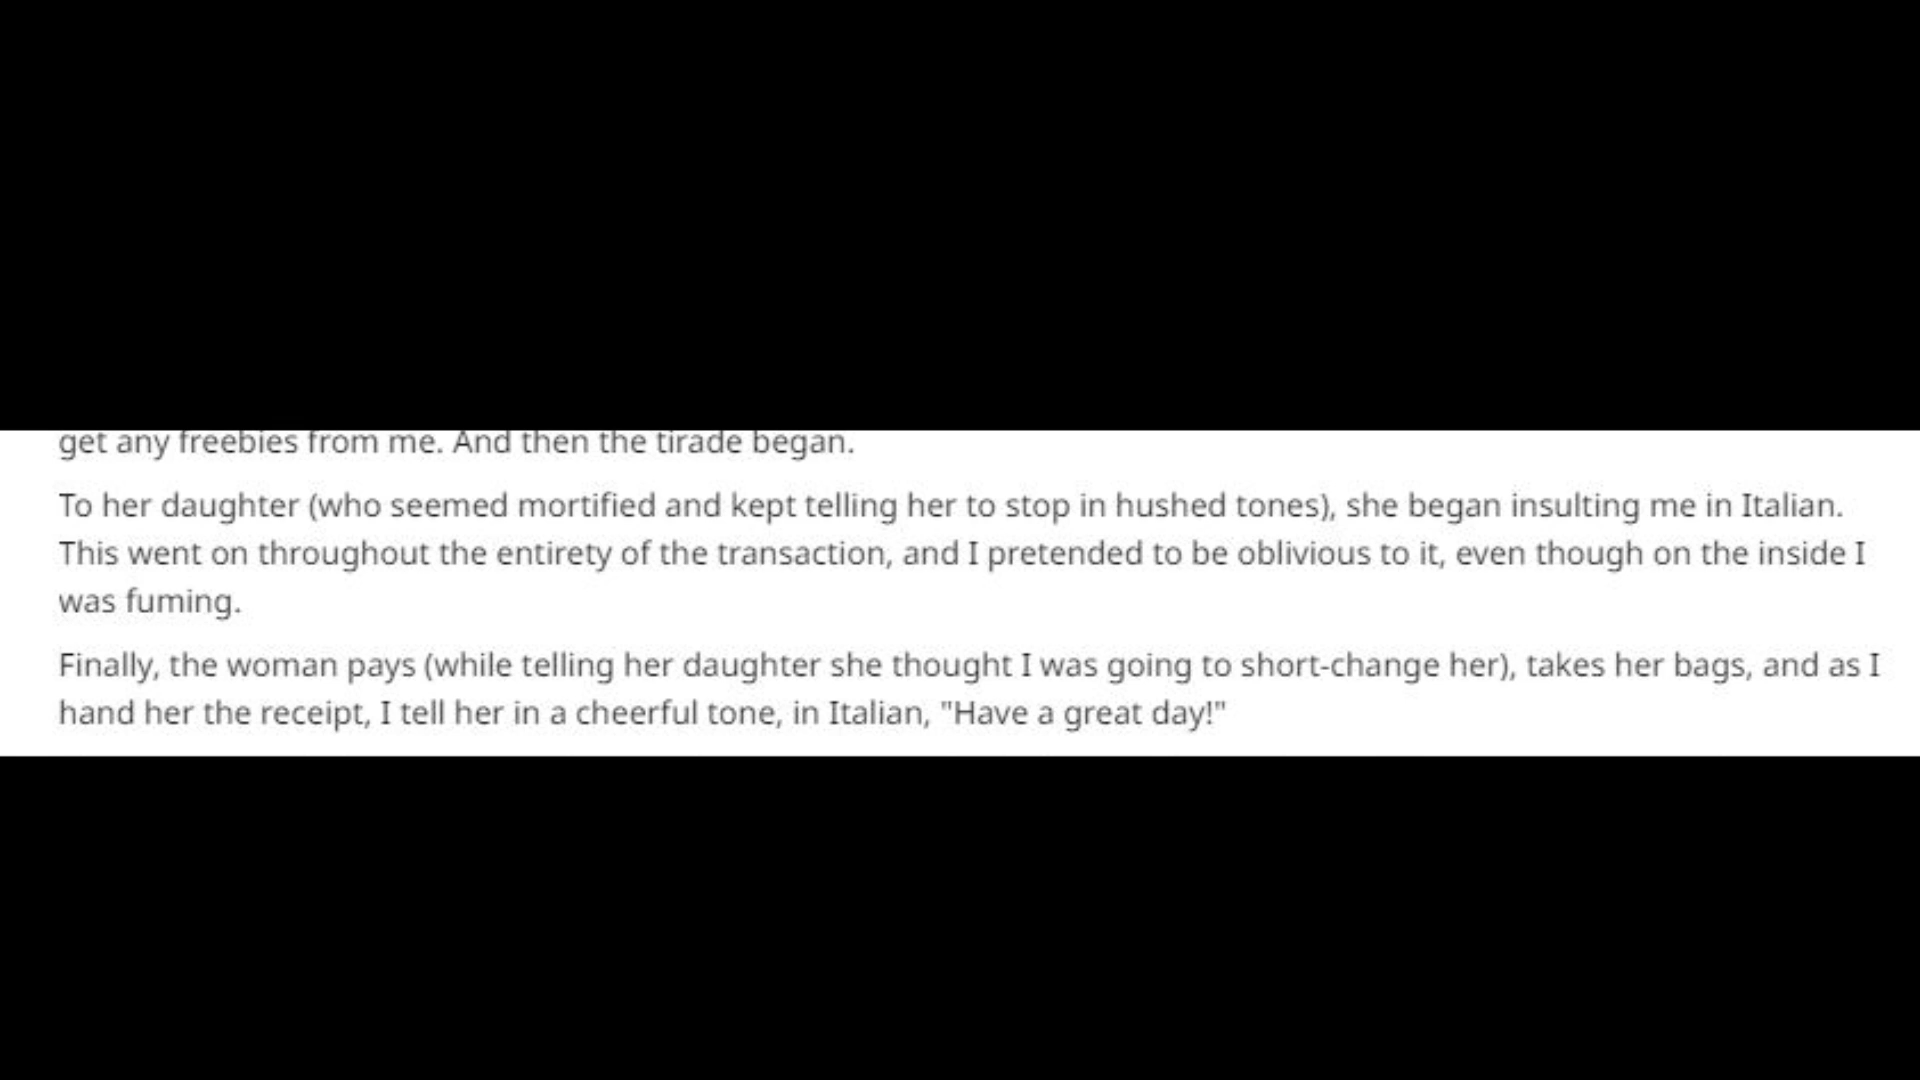 get any freebies from me. And then the tirade began.
To her daughter (who seemed mortified and kept telling her to stop in hushed tones), she began insulting me in Italian.
This went on throughout the entirety of the transaction, and I pretended to be oblivious to it, even though on the inside I
was fuming.
Finally, the woman pays (while telling her daughter she thought I was going to short-change her), takes her bags, and as I
hand her the receipt, I tell her in a cheerful tone, in Italian, "Have a great day!"